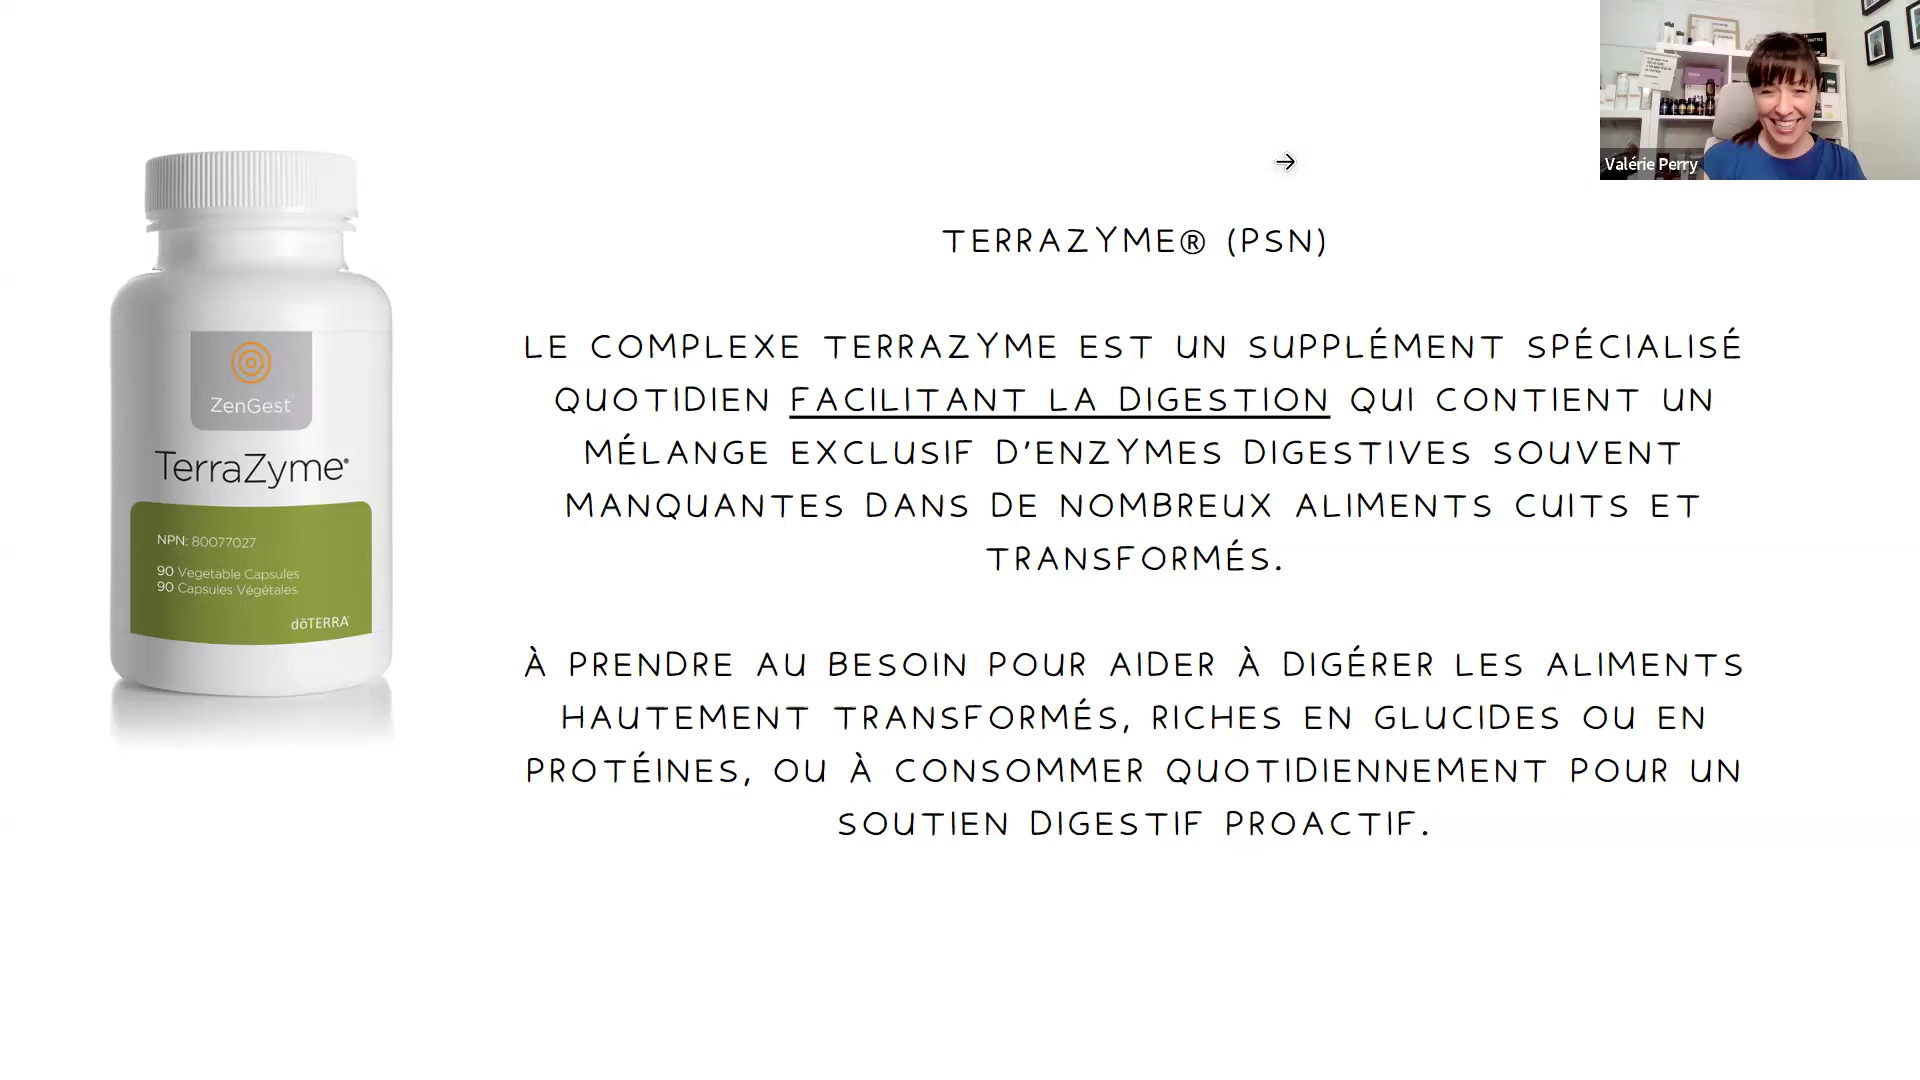 Valérie Perry
TERRAZYME® (PSN)
LE COMPLEXE TERRAZYME EST UN SUPPLÉMENT SPÉCIALISÉ
QUOTIDIEN FACILITANT LA DIGESTION QUI CONTIENT UN
MÉLANGE EXCLUSIF D'ENZYMES DIGESTIVES SOUVENT
MANQUANTES DANS DE NOMBREUX ALIMENTS CUITS ET
TRANSFORMÉS.
À PRENDRE AU BESOIN POUR AIDER À DIGÉRER LES ALIMENTS
HAUTEMENT TRANSFORMÉS, RICHES EN GLUCIDES OU EN
PROTÉINES, OU À CONSOMMER QUOTIDIENNEMENT POUR UN
SOUTIEN DIGESTIF PROACTIF.
ZenGest
TerraZyme
NPN: 80077027
90 Vegetable Capsules
90 Capsules Végétales
dōTERRA